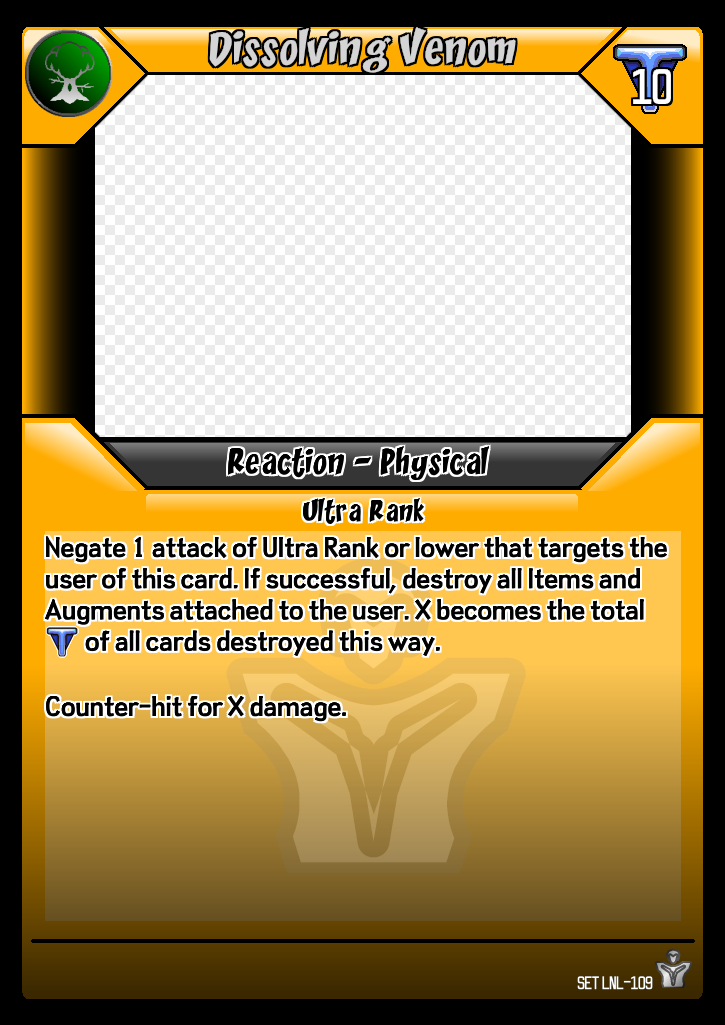 Dissolving Venom
10
Reaction - Physical
Ultra Rank
Negate 1 attack of Ultra Rank or lower that targets the
user of this card. If successful, destroy all Items and
Augments attached to the user. X becomes the total
T of all cards destroyed this way.
Counter-hit for X damage.
SET LNL-109